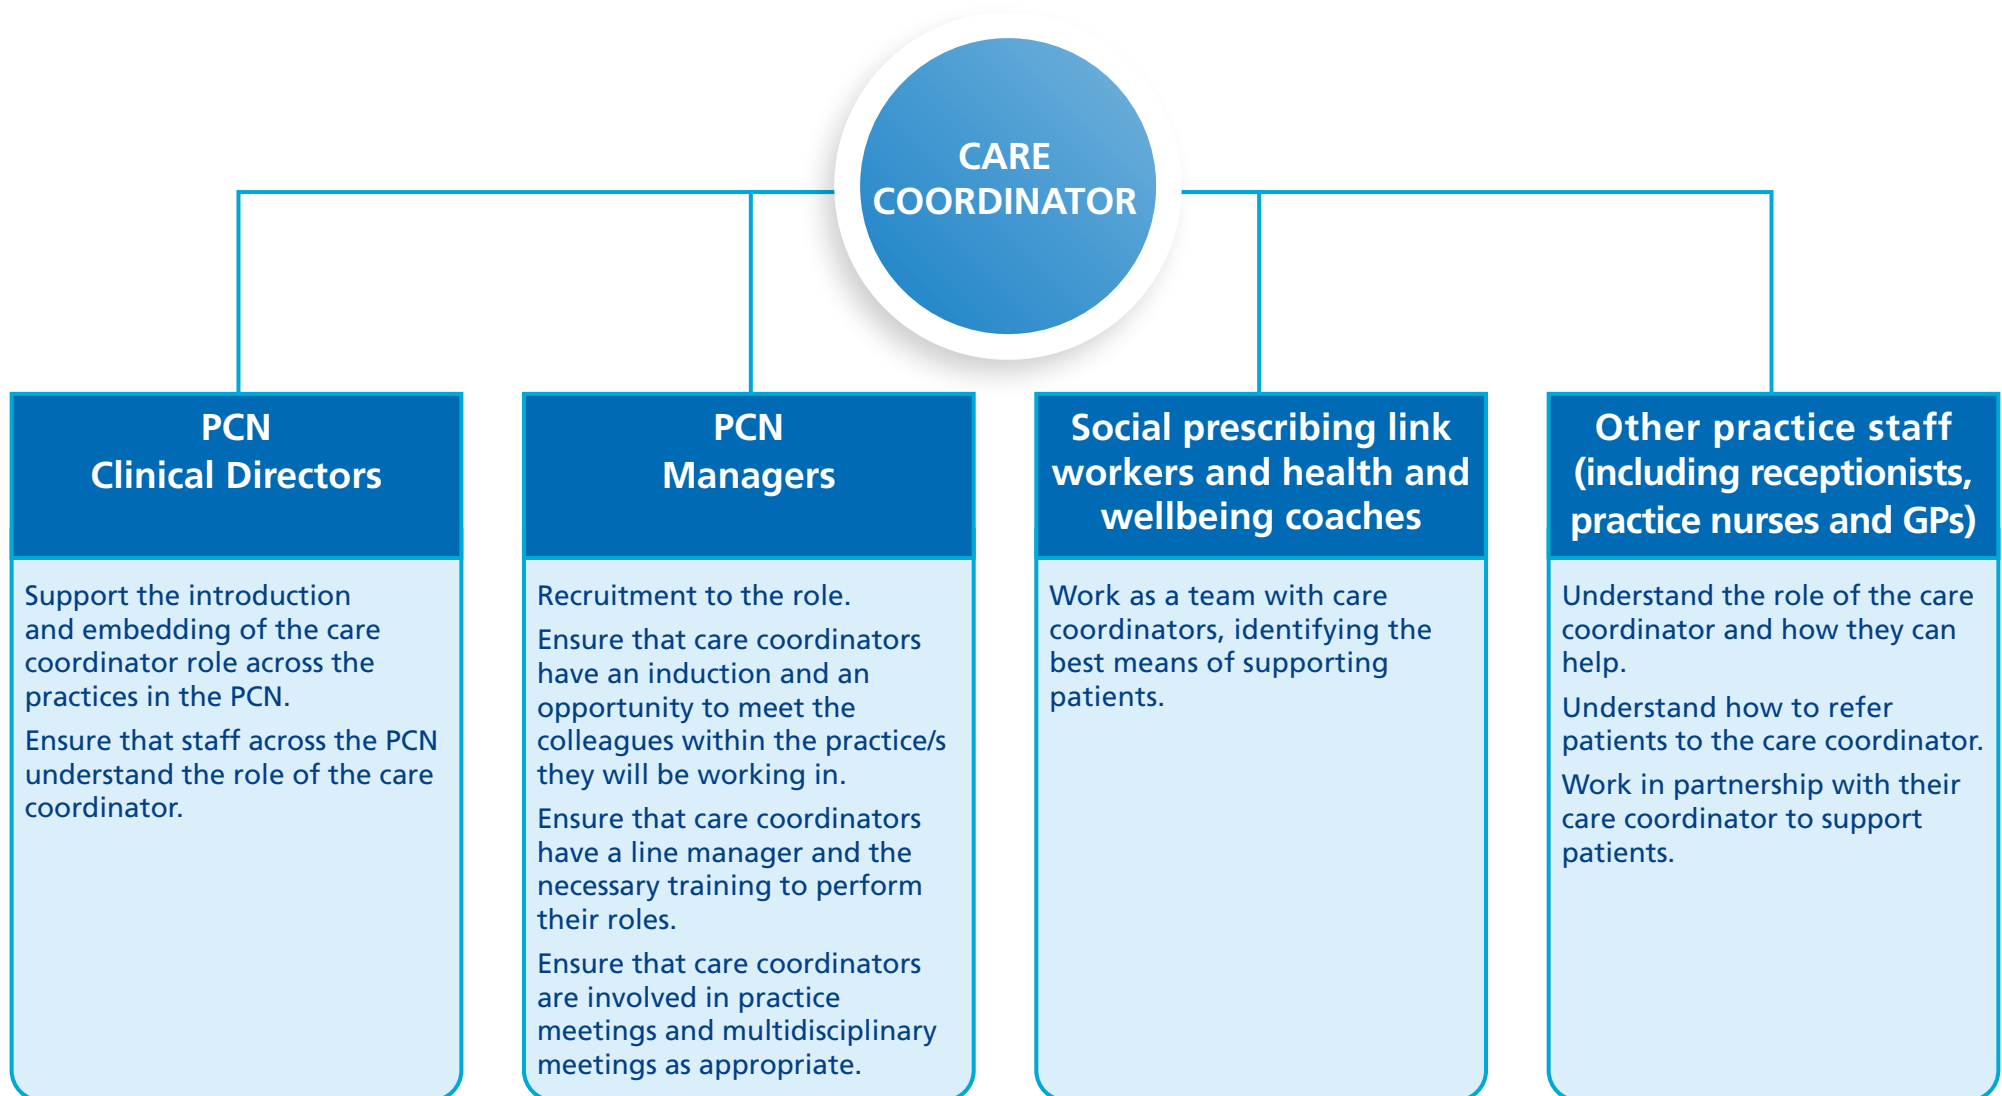 CARE
COORDINATOR
PCN
Clinical Directors
Support the introduction
and embedding of the care
coordinator role across the
practices in the PCN.
Ensure that staff across the PCN
understand the role of the care
coordinator.
PCN
Managers
Recruitment to the role.
Ensure that care coordinators
have an induction and an
opportunity to meet the
colleagues within the practice/s
they will be working in.
Ensure that care coordinators
have a line manager and the
necessary training to perform
their roles.
Ensure that care coordinators
are involved in practice
meetings and multidisciplinary
meetings as appropriate.
Social prescribing link
workers and health and
wellbeing coaches
Work as a team with care
coordinators, identifying the
best means of supporting
patients.
Other practice staff
(including receptionists,
practice nurses and GPs)
Understand the role of the care
coordinator and how they can
help.
Understand how to refer
patients to the care coordinator.
Work in partnership with their
care coordinator to support
patients.